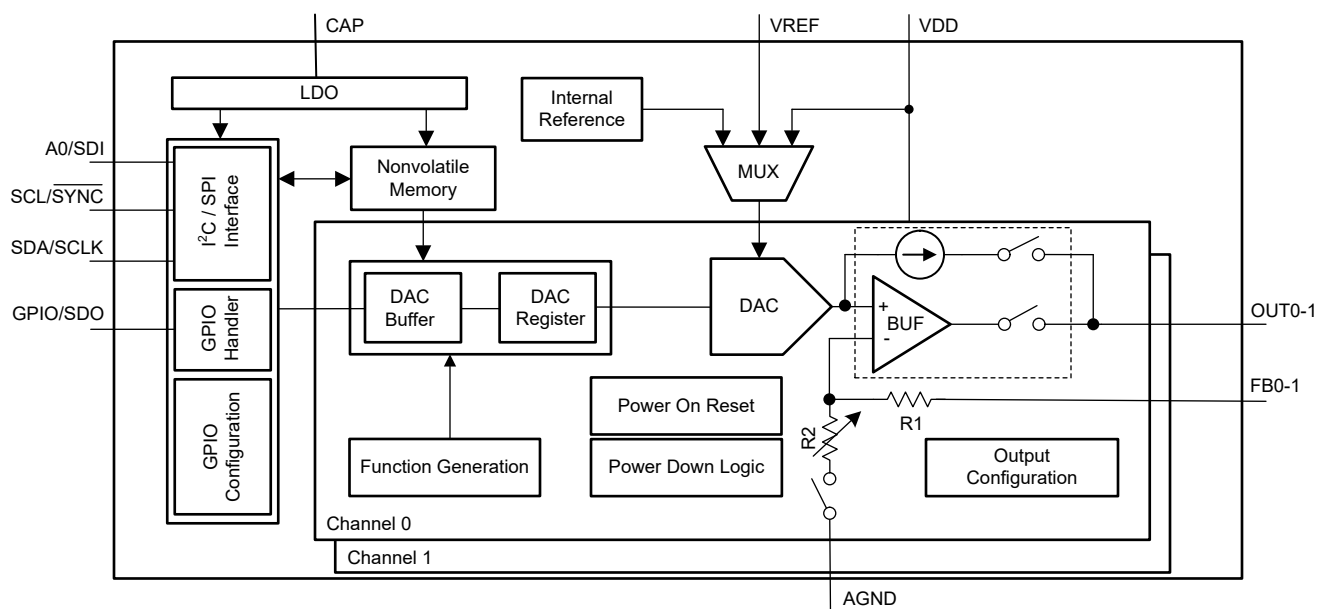 CAP
VREF
VDD
LDO
Internal
Reference
A0/SDI
SCL/SYNC
SDA/SCLK
GPIO/SDO
I²C / SPI
Interface
GPIO
Handler
GPIO
Configuration
Nonvolatile
Memory
MUX
DAC
Buffer
DAC
Register
DAC
+
BUF
-
OUT0-1
FB0-1
R1
R2
Function Generation
Power On Reset
Power Down Logic
Output
Configuration
Channel 0
Channel 1
AGND